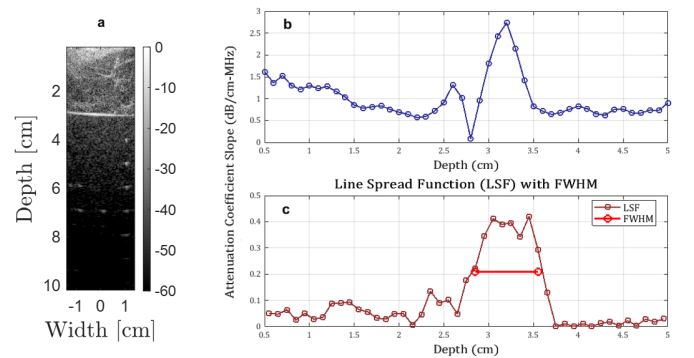 a
0
-10
-20
-30
-40
-50
-60
2
4
6
8
10
-1 0 1
Depth [cm]
Width [cm]
b
3
2.5
2
1.5
1
0.5
0
0.5 1 1.5 2 2.5 3 3.5 4 4.5 5
Depth (cm)
Attenuation Coefficient Slope (dB/cm-MHz)
Line Spread Function (LSF) with FWHM
c
LSF
FWHM
0.5
0.4
0.3
0.2
0.1
0
0.5 1 1.5 2 2.5 3 3.5 4 4.5 5
Depth (cm)